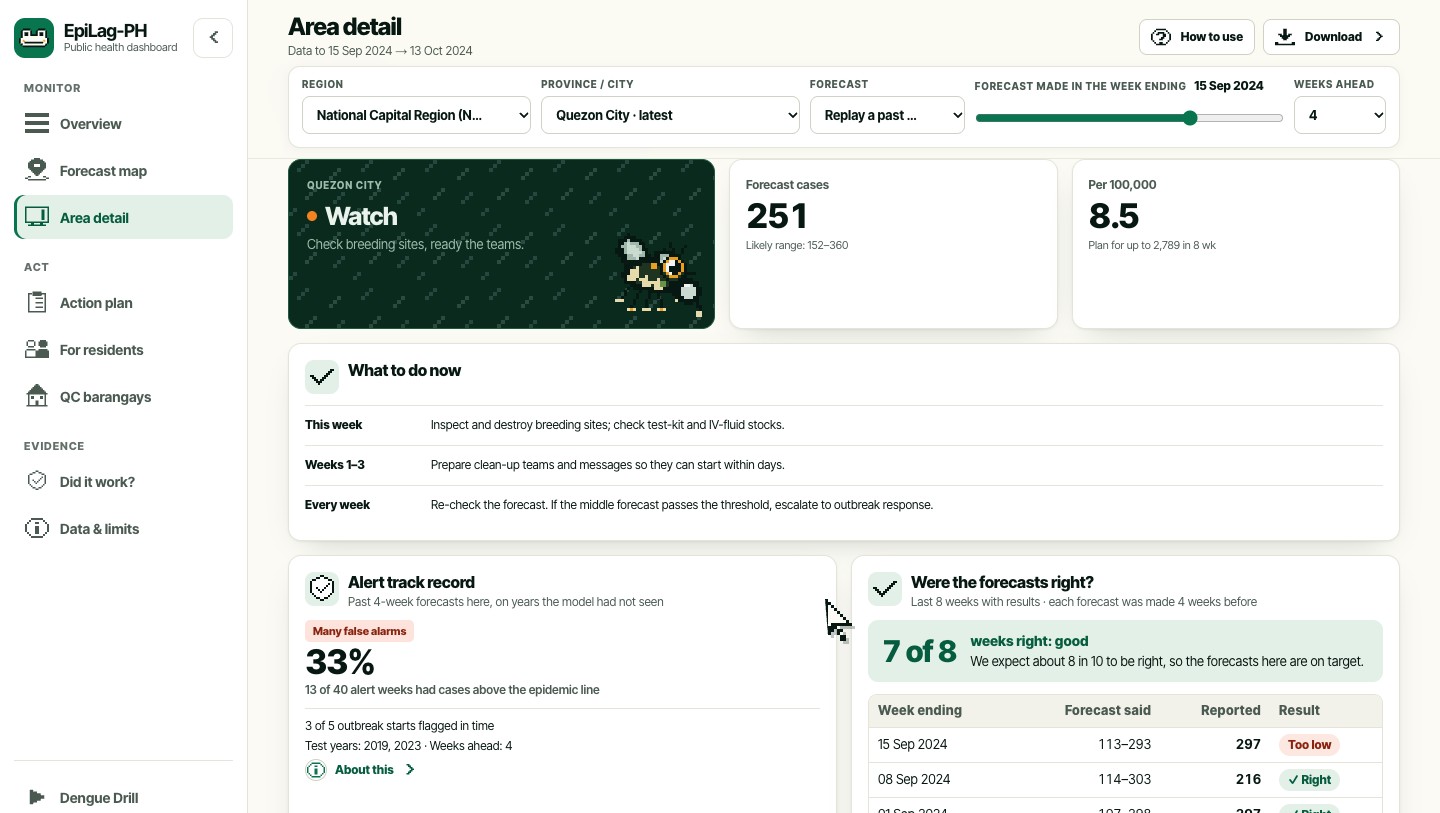 EpiLag-PH
Public health dashboard
MONITOR
Overview
Forecast map
Area detail
ACT
Action plan
For residents
QC barangays
EVIDENCE
Did it work?
Data & limits
Dengue Drill
Area detail
Data to 15 Sep 2024 → 13 Oct 2024
How to use
Download
REGION
National Capital Region (N...
PROVINCE / CITY
Quezon City · latest
FORECAST
Replay a past ...
FORECAST MADE IN THE WEEK ENDING 15 Sep 2024
WEEKS AHEAD
4
QUEZON CITY
Watch
Check breeding sites, ready the teams.
Forecast cases
251
Likely range: 152–360
Per 100,000
8.5
Plan for up to 2,789 in 8 wk
What to do now
This week Inspect and destroy breeding sites; check test-kit and IV-fluid stocks.
Weeks 1–3 Prepare clean-up teams and messages so they can start within days.
Every week Re-check the forecast. If the middle forecast passes the threshold, escalate to outbreak response.
Alert track record
Past 4-week forecasts here, on years the model had not seen
Many false alarms
33%
13 of 40 alert weeks had cases above the epidemic line
3 of 5 outbreak starts flagged in time
Test years: 2019, 2023 · Weeks ahead: 4
About this
Were the forecasts right?
Last 8 weeks with results · each forecast was made 4 weeks before
7 of 8
weeks right: good
We expect about 8 in 10 to be right, so the forecasts here are on target.
Week ending Forecast said Reported Result
15 Sep 2024 113–293 297 Too low
08 Sep 2024 114–303 216 ✓ Right